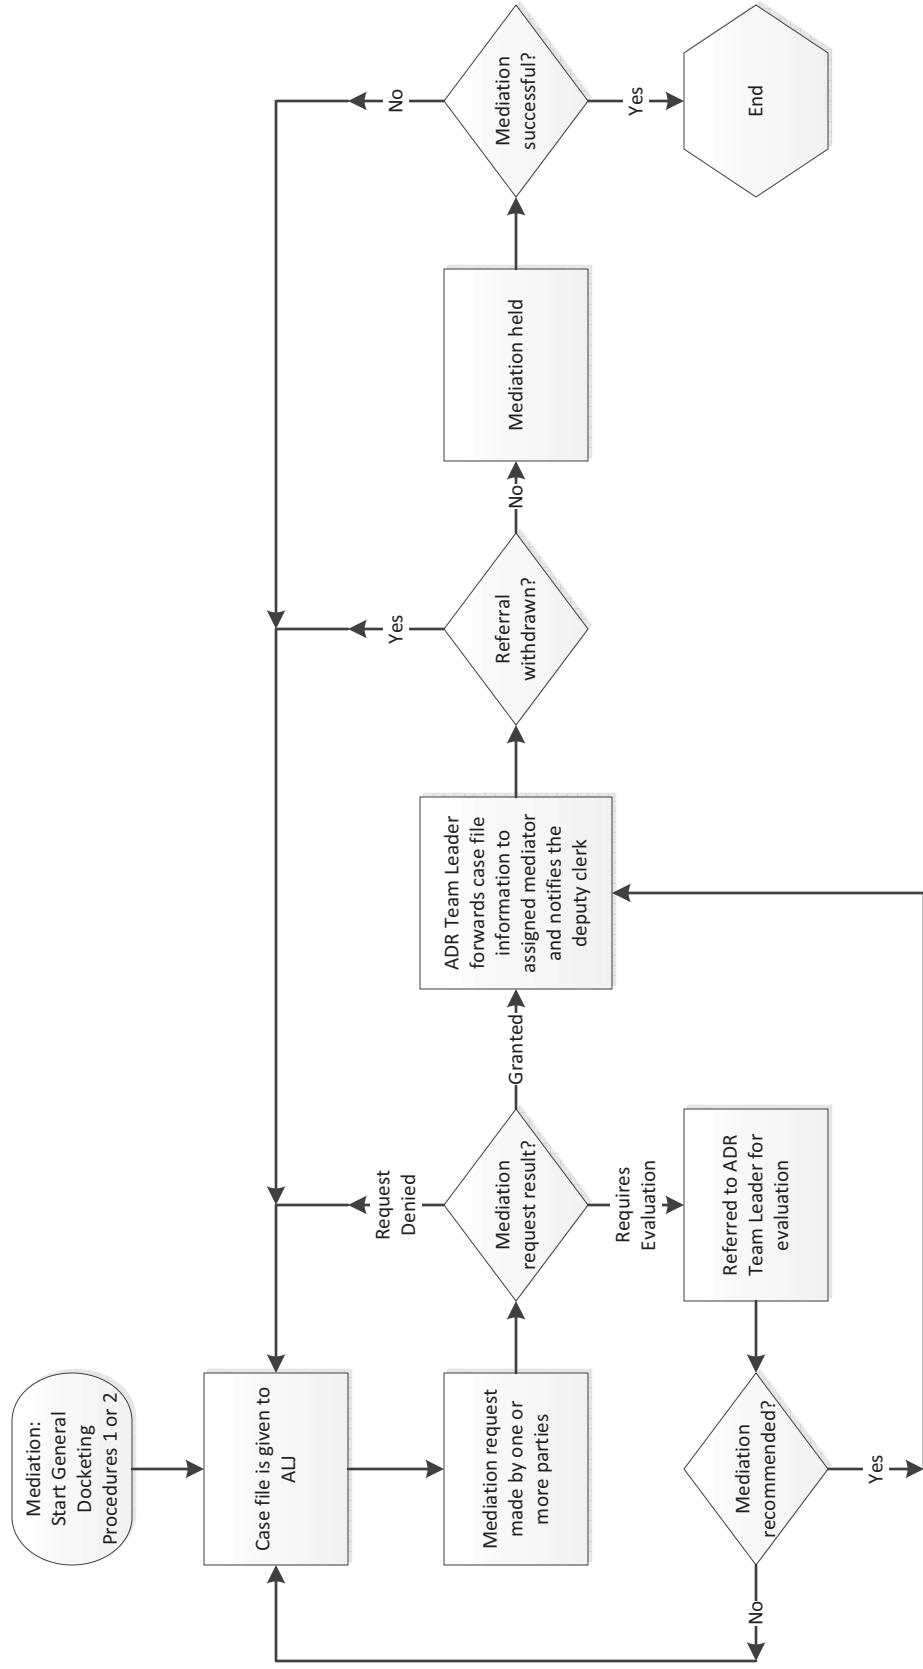 Mediation:
Start General
Docketing
Procedures 1 or 2
Case file is given to
ALJ
Mediation request
made by one or
more parties
Mediation
request result?
Request
Denied
Granted
Requires
Evaluation
Referred to ADR
Team Leader for
evaluation
Mediation
recommended?
No
Yes
ADR Team Leader
forwards case file
information to
assigned mediator
and notifies the
deputy clerk
Referral
withdrawn?
Yes
No
Mediation held
Mediation
successful?
No
Yes
End